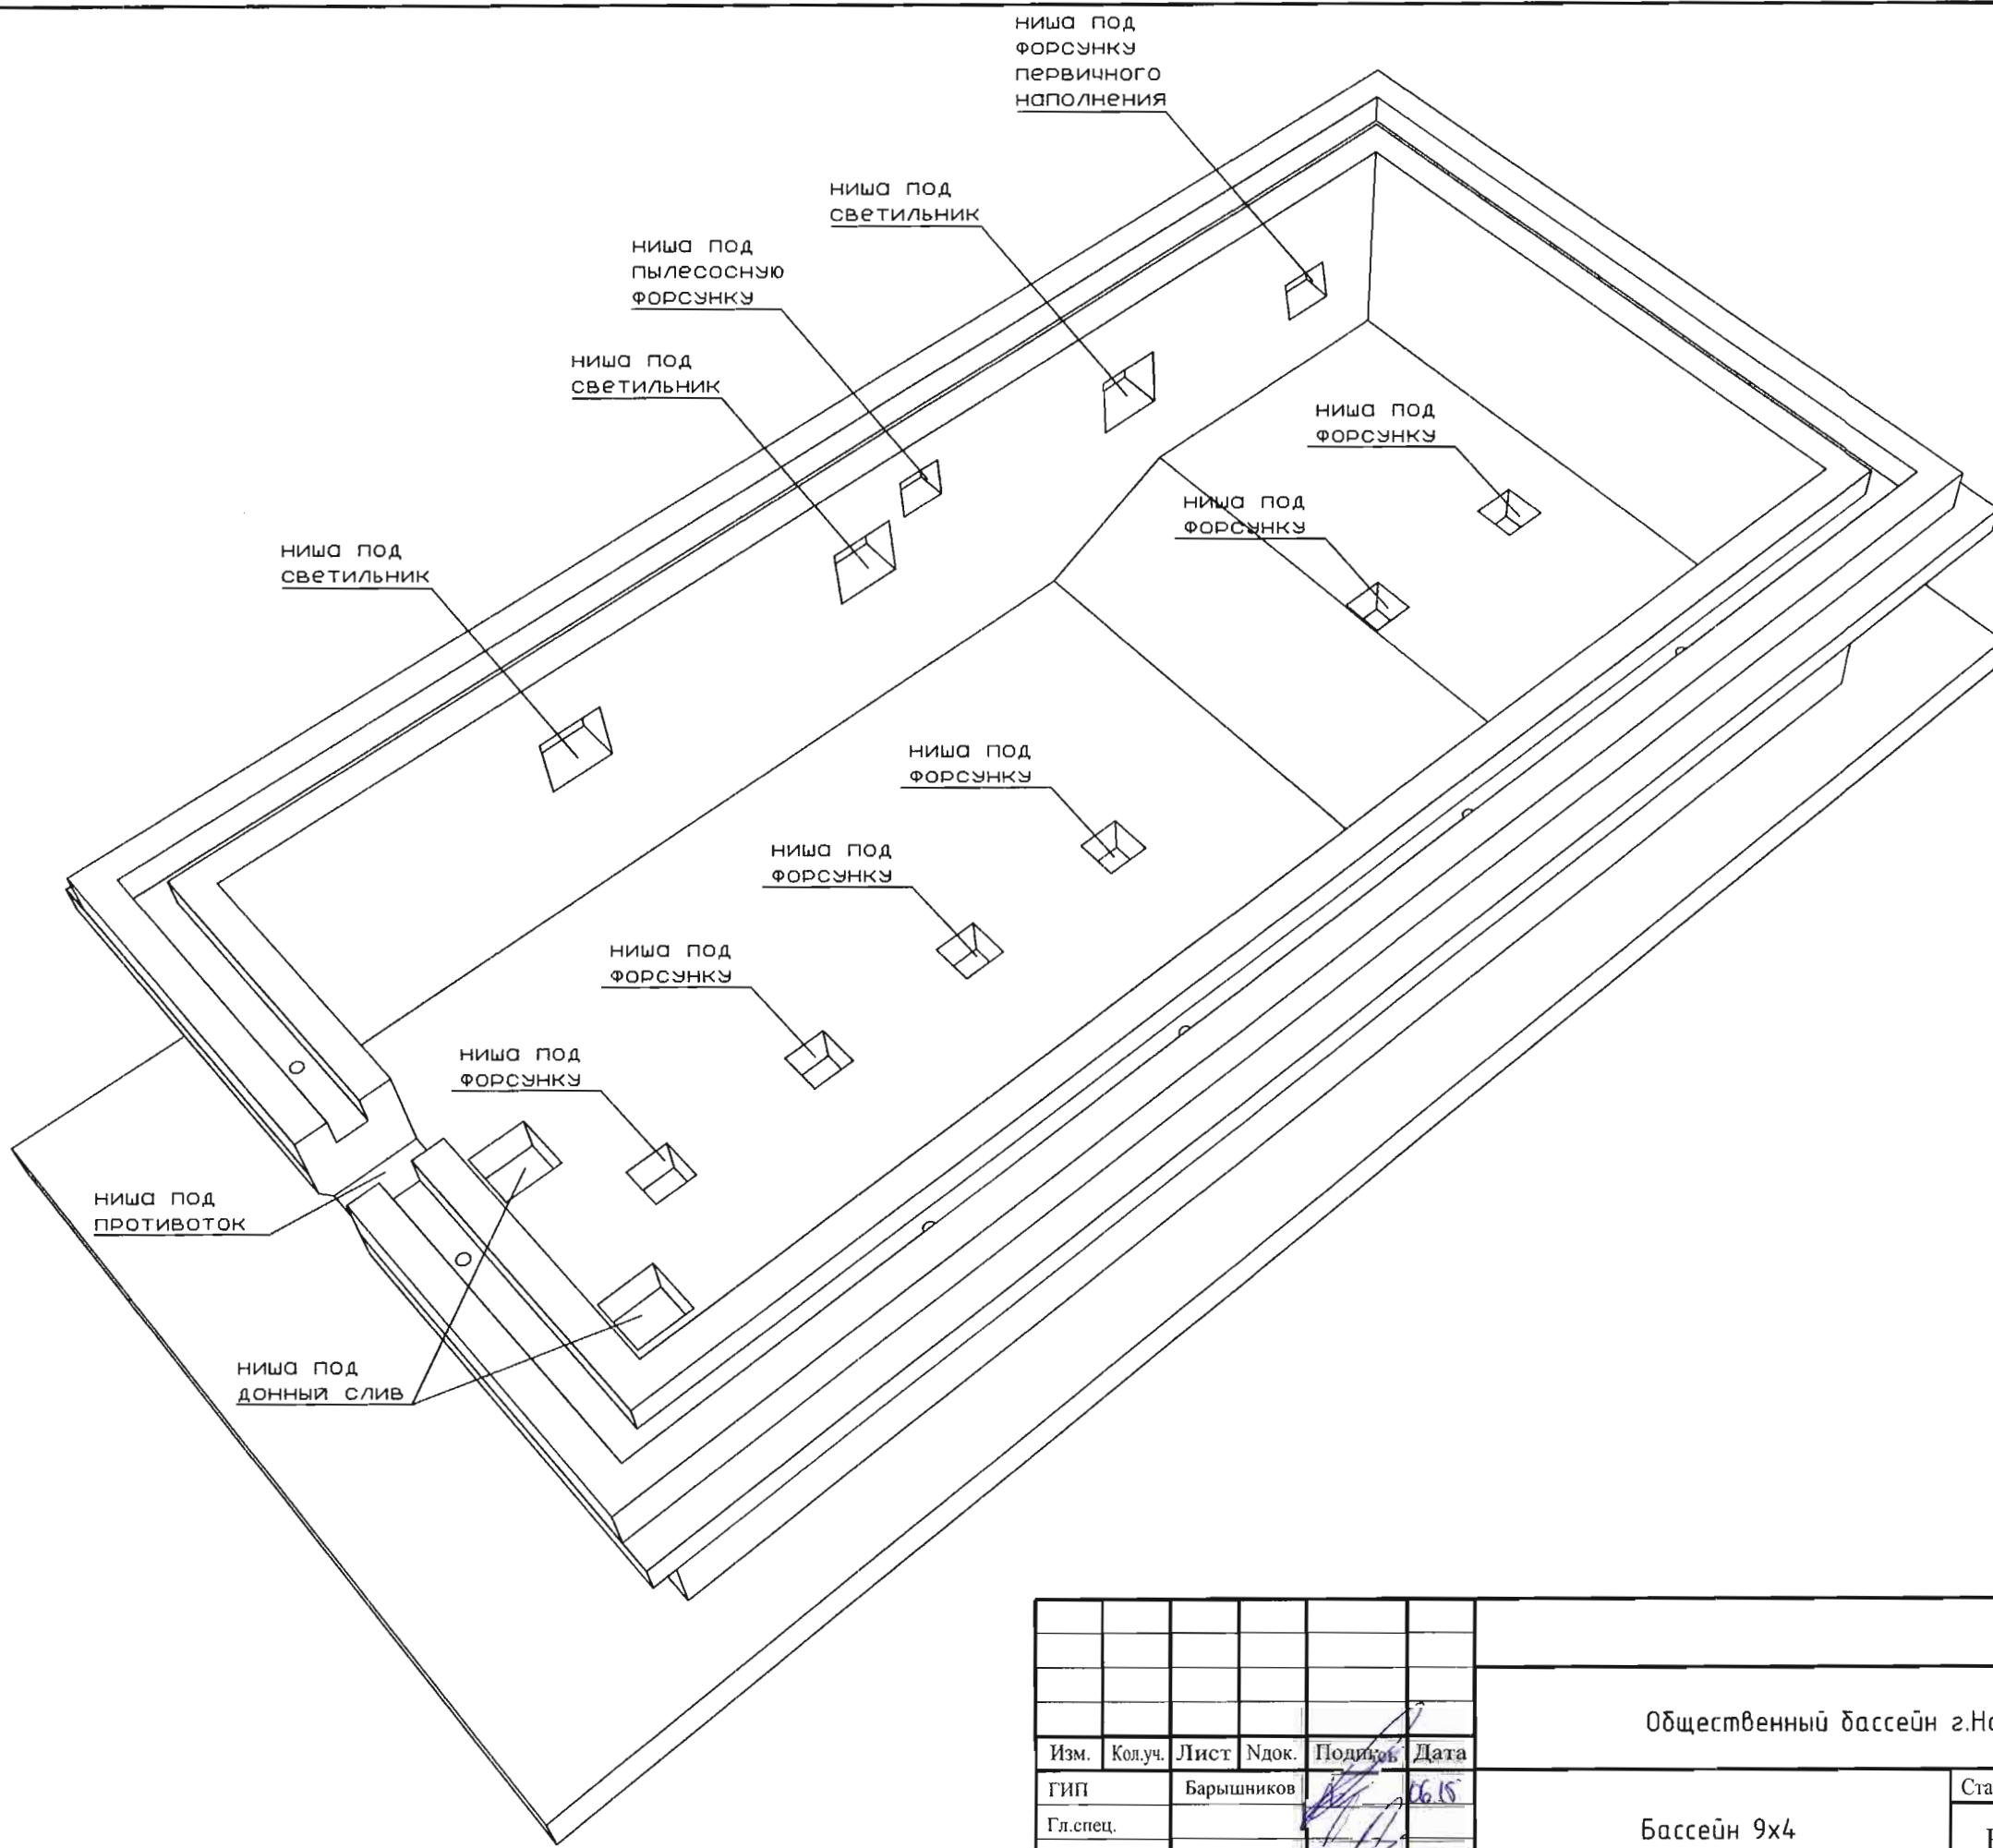 ниша под
форсунку
первичного
наполнения
ниша под
светильник
ниша под
пылесосную
форсунку
ниша под
светильник
ниша под
форсунку
ниша под
форсунку
ниша под
светильник
ниша под
форсунку
ниша под
форсунку
ниша под
форсунку
ниша под
форсунку
ниша под
противоток
ниша под
донный слив
Общественный бассейн г.
Изм. Кол.уч. Лист Nдок. Подпись Дата
ГИП Барышников 06.15
Гл.спец.
Бассейн 9х4